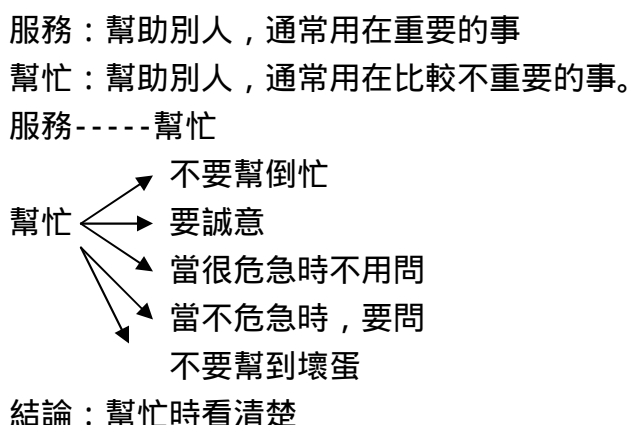 服務：幫助別人，通常用在重要的事
幫忙：幫助別人，通常用在比較不重要的事。
服務-----幫忙
不要幫倒忙
幫忙 要誠意
當很危急時不用問
當不危急時，要問
不要幫到壞蛋
結論：幫忙時看清楚